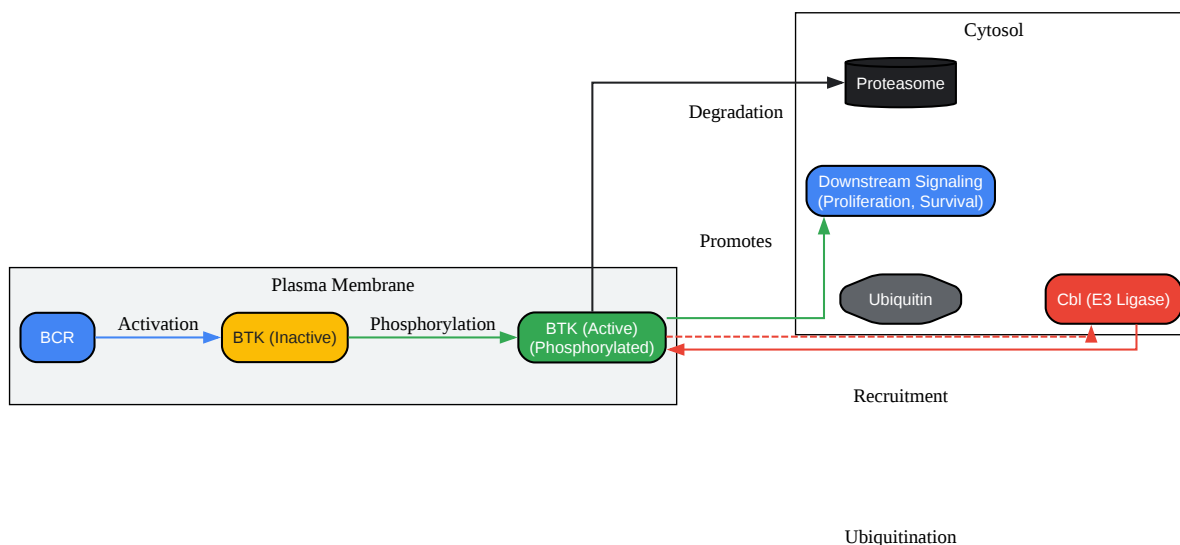 Cytosol
Proteasome
Degradation
Downstream Signaling
(Proliferation, Survival)
Promotes
Plasma Membrane
Ubiquitin
Cbl (E3 Ligase)
BCR
Activation
BTK (Inactive)
Phosphorylation
BTK (Active)
(Phosphorylated)
Recruitment
Ubiquitination